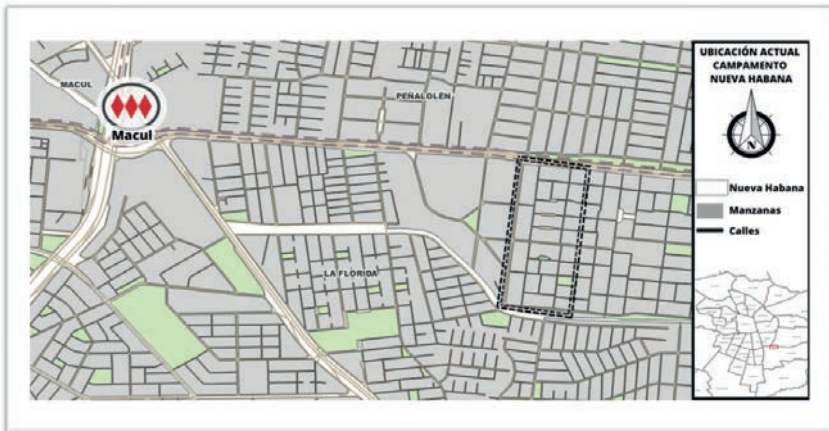 MACUL
Macul
PEÑALOLÉN
LA FLORIDA
UBICACIÓN ACTUAL
CAMPAMENTO
NUEVA HABANA
N
Nueva Habana
Manzanas
Calles